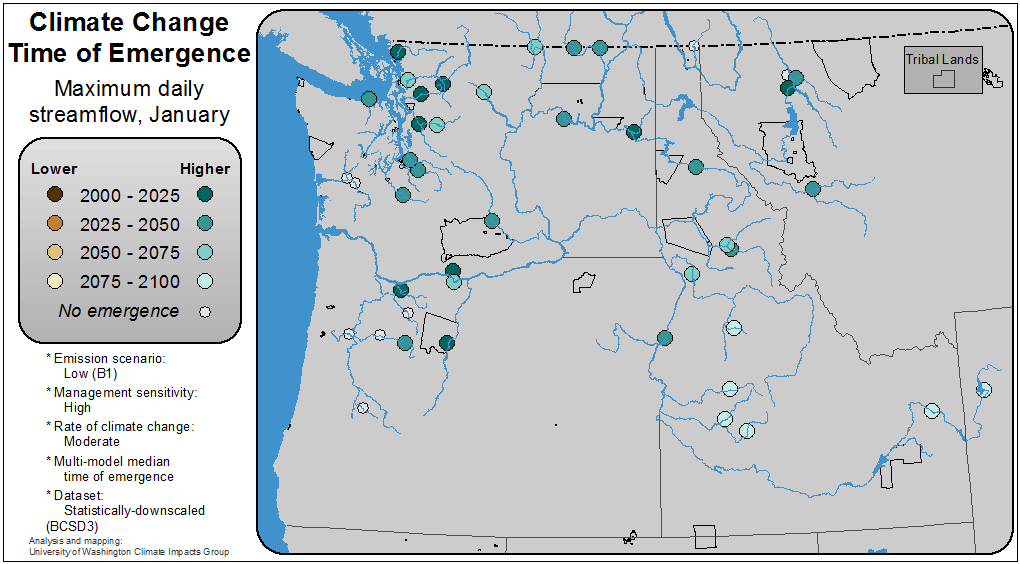 Climate Change
Time of Emergence
Maximum daily
streamflow, January
Lower Higher
2000 - 2025
2025 - 2050
2050 - 2075
2075 - 2100
No emergence
* Emission scenario:
Low (B1)
* Management sensitivity:
High
* Rate of climate change:
Moderate
* Multi-model median
time of emergence
* Dataset:
Statistically-downscaled
(BCSD3)
Analysis and mapping:
University of Washington Climate Impacts Group
Tribal Lands